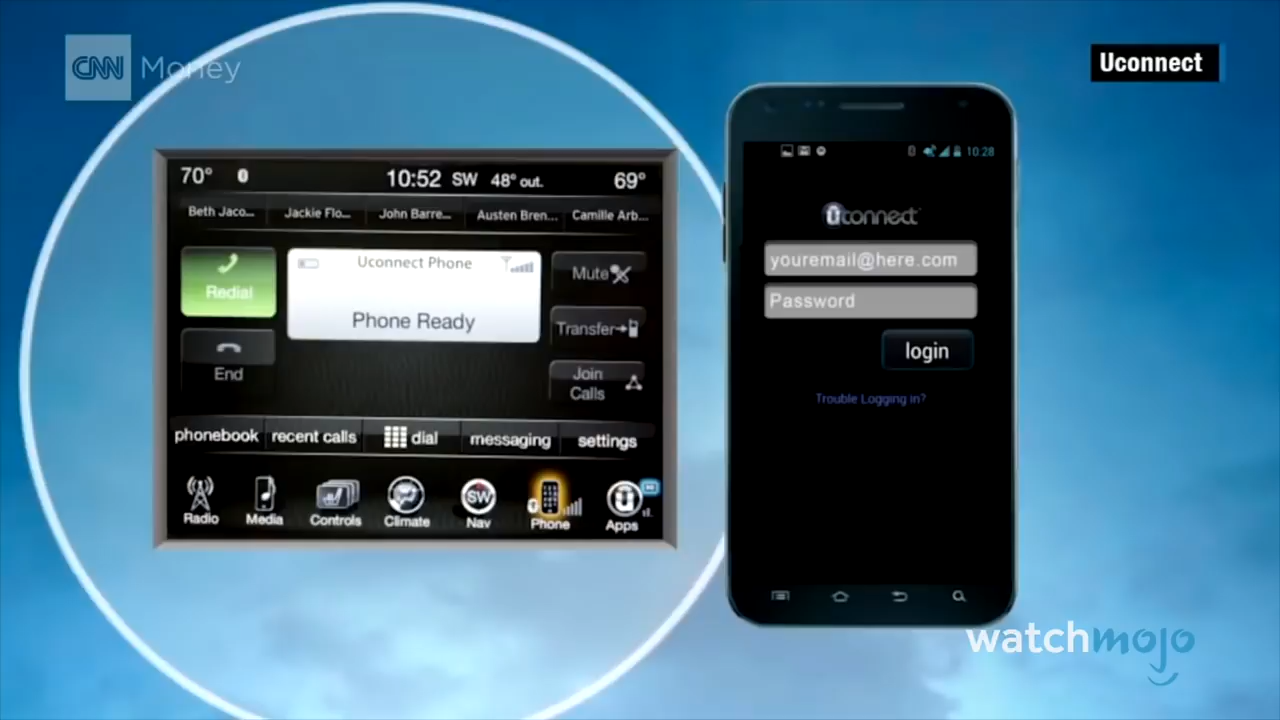 CNN Money
Uconnect
70° 10:52 SW 48° out. 69°
Beth Jaco... Jackie Flo... John Barre... Austen Bren... Camille Arb...
Redial
Uconnect Phone
Phone Ready
Mute
Transfer
End
Join
Calls
phonebook recent calls dial messaging settings
SW
Radio Media Controls Climate Nav Phone Apps
10:28
Uconnect
youremail@here.com
Password
login
Trouble Logging in?
watchmojo